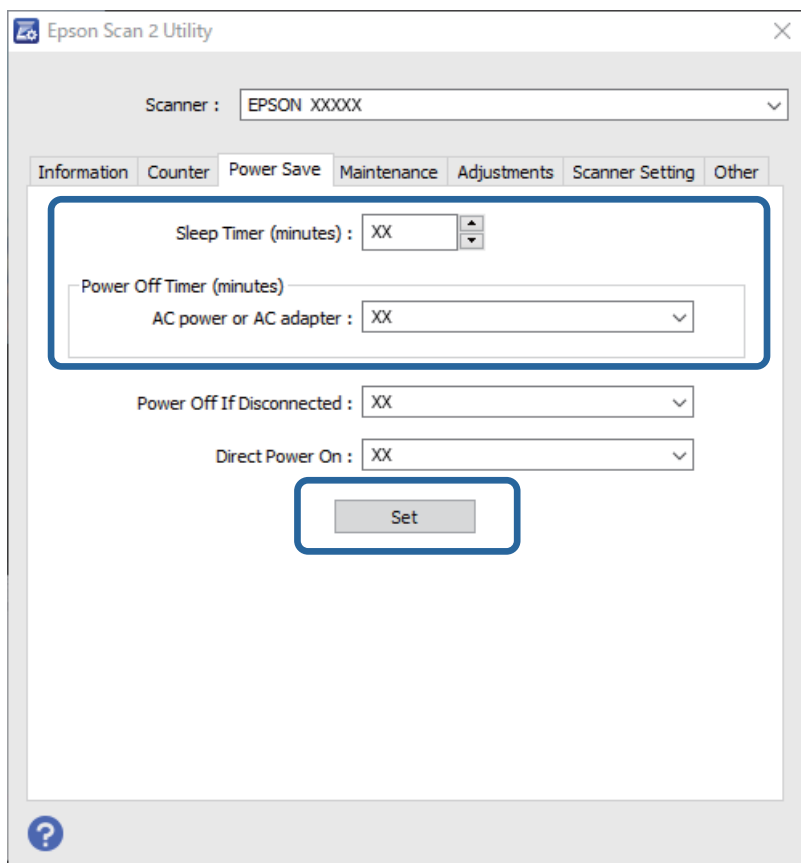 Epson Scan 2 Utility
Scanner : EPSON XXXXX
Information Counter Power Save Maintenance Adjustments Scanner Setting Other
Sleep Timer (minutes) : XX
Power Off Timer (minutes)
AC power or AC adapter : XX
Power Off If Disconnected : XX
Direct Power On : XX
Set
?